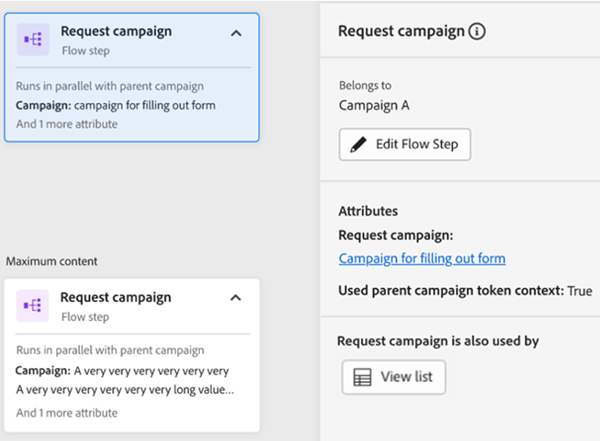 Request campaign
Flow step
Runs in parallel with parent campaign
Campaign: campaign for filling out form
And 1 more attribute
Maximum content
Request campaign
Flow step
Runs in parallel with parent campaign
Campaign: A very very very very very very
A very very very very very very long value...
And 1 more attribute
Request campaign
Belongs to
Campaign A
Edit Flow Step
Attributes
Request campaign:
Campaign for filling out form
Used parent campaign token context: True
Request campaign is also used by
View list